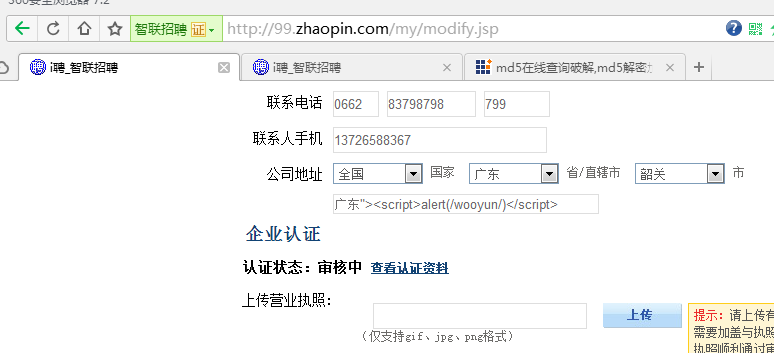 360安全浏览器 7.2
智联招聘 证 http://99.zhaopin.com/my/modify.jsp
i聘_智联招聘 i聘_智联招聘 md5在线查询破解,md5解密
联系电话 0662 83798798 799
联系人手机 13726588367
公司地址 全国 国家 广东 省/直辖市 韶关 市
广东"><script>alert(/wooyun/)</script>
企业认证
认证状态：审核中 查看认证资料
上传营业执照： 上传 提示：请上传有
（仅支持gif、jpg、png格式） 需要加盖与执照
执照顺利通过审